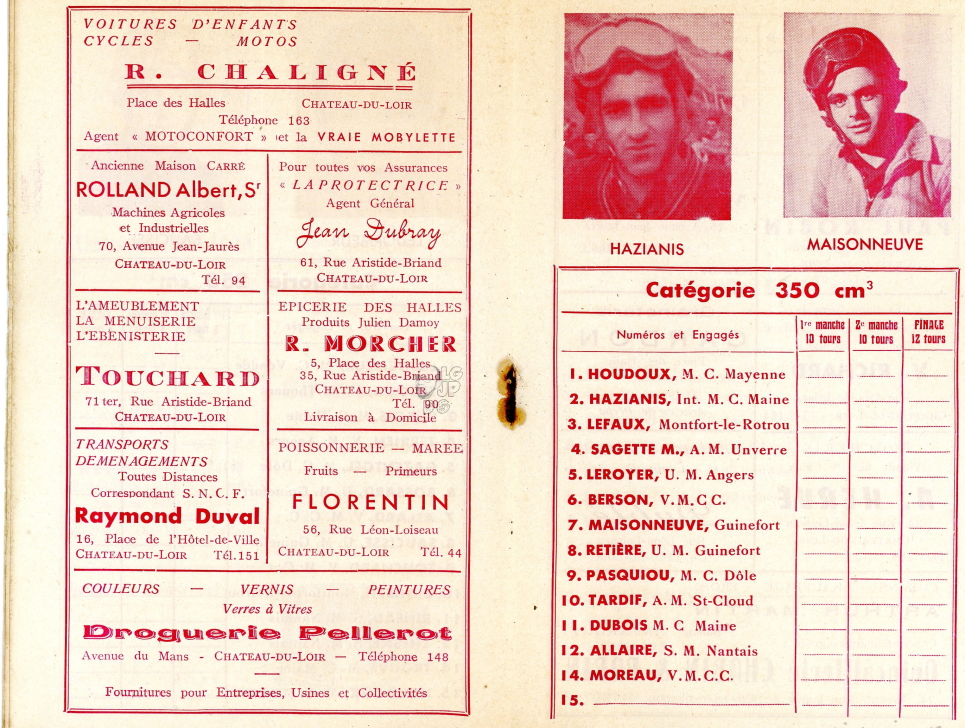 VOITURES D'ENFANTS
CYCLES — MOTOS
R. CHALIGNÉ
Place des Halles CHATEAU-DU-LOIR
Téléphone 163
Agent « MOTOCONFORT » et la VRAIE MOBYLETTE
Ancienne Maison CARRÉ
ROLLAND Albert, Sr
Machines Agricoles
et Industrielles
70, Avenue Jean-Jaurès
CHATEAU-DU-LOIR
Tél. 94
Pour toutes vos Assurances
« LA PROTECTRICE »
Agent Général
Jean Dubray
61, Rue Aristide-Briand
CHATEAU-DU-LOIR
L'AMEUBLEMENT
LA MENUISERIE
L'EBENISTERIE
TOUCHARD
71 ter, Rue Aristide-Briand
CHATEAU-DU-LOIR
EPICERIE DES HALLES
Produits Julien Damoy
R. MORCHER
5, Place des Halles
35, Rue Aristide-Briand
CHATEAU-DU-LOIR
Tél. 90
Livraison à Domicile
TRANSPORTS
DEMENAGEMENTS
Toutes Distances
Correspondant S. N. C. F.
Raymond Duval
16, Place de l'Hôtel-de-Ville
CHATEAU-DU-LOIR Tél. 151
POISSONNERIE — MAREE
Fruits — Primeurs
FLORENTIN
56, Rue Léon-Loiseau
CHATEAU-DU-LOIR Tél. 44
COULEURS — VERNIS — PEINTURES
Verres à Vitres
Droguerie Pellerot
Avenue du Mans - CHATEAU-DU-LOIR — Téléphone 148
Fournitures pour Entreprises, Usines et Collectivités
HAZIANIS
MAISONNEUVE
Catégorie 350 cm3
Numéros et Engagés
1re manche
10 tours
2e manche
10 tours
FINALE
12 tours
1. HOUDOUX, M. C. Mayenne
2. HAZIANIS, Int. M. C. Maine
3. LEFAUX, Montfort-le-Rotrou
4. SAGETTE M., A. M. Unverre
5. LEROYER, U. M. Angers
6. BERSON, V. M. C C.
7. MAISONNEUVE, Guinefort
8. RETIÈRE, U. M. Guinefort
9. PASQUIOU, M. C. Dôle
10. TARDIF, A. M. St-Cloud
11. DUBOIS M. C Maine
12. ALLAIRE, S. M. Nantais
14. MOREAU, V. M. C. C.
15.